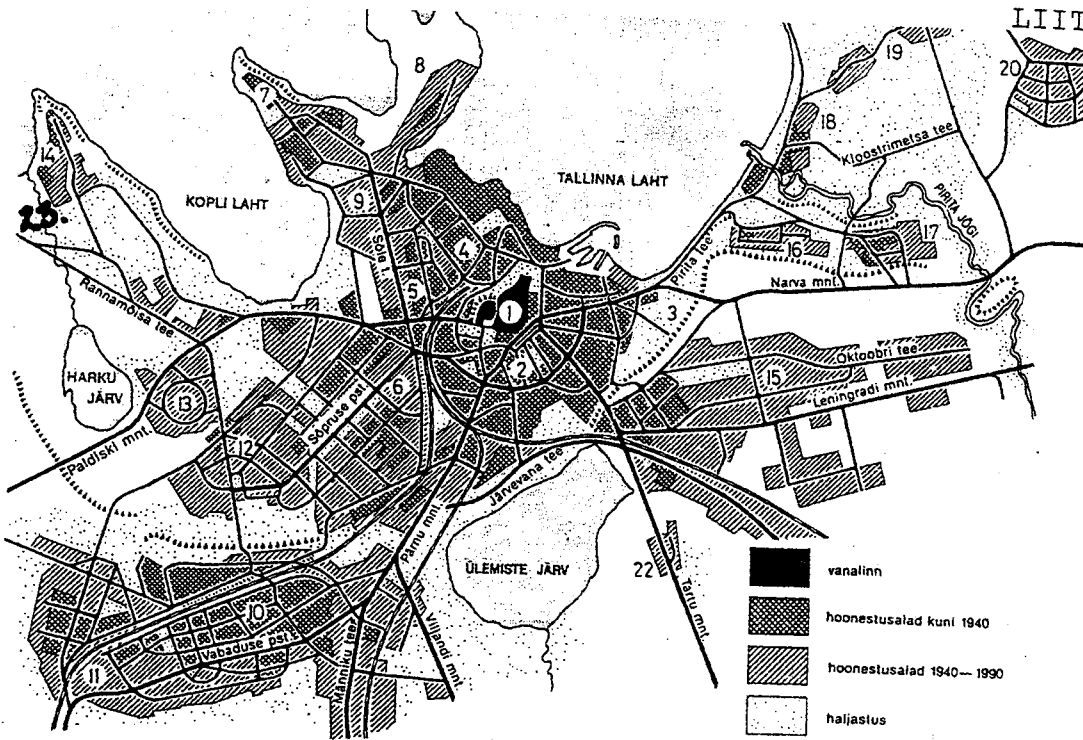 LIIT
8
19
20
7
18
Kloostrimetsa tee
14
TALLINNA LAHT
KOPLI LAHT
9
PIRITA JÕGI
23.
Sõle t.
4
Pirita tee
16
17
Rannamõisa tee
5
1
Narva mnt.
3
2
Oktoobri tee
HARKU
JÄRV
6
15
Leningradi mnt.
13
Sõpruse pst.
Paldiski mnt.
12
Järvevana tee
Pärnu mnt.
ÜLEMISTE JÄRV
22
Tartu mnt.
vanalinn
10
hoonestusalad kuni 1940
Vabaduse pst.
Viljandi mnt.
11
Männiku tee
hoonestusalad 1940—1990
haljastus